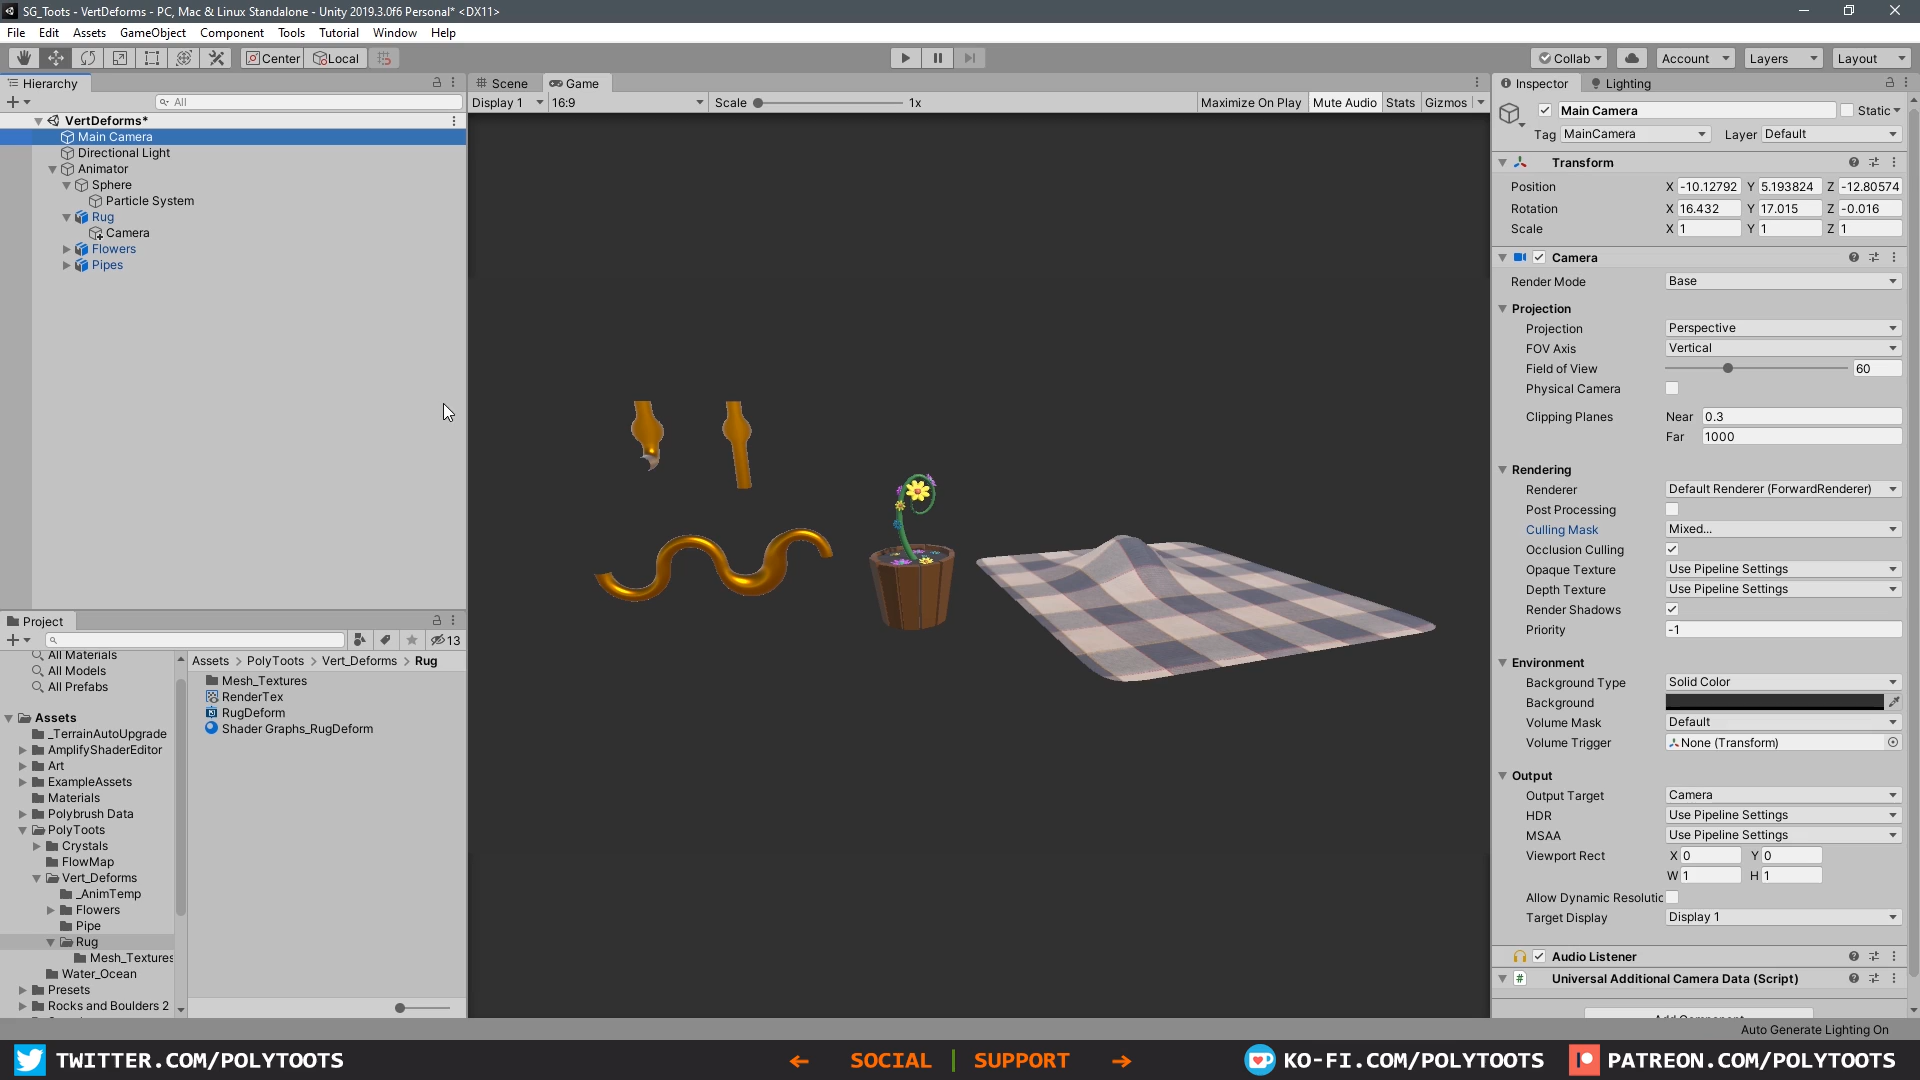 SG_Toots - VertDeforms - PC, Mac & Linux Standalone - Unity 2019.3.0f6 Personal* <DX11>
File Edit Assets GameObject Component Tools Tutorial Window Help
Center Local Collab Account Layers Layout
Hierarchy
All
VertDeforms*
Main Camera
Directional Light
Animator
Sphere
Particle System
Rug
Camera
Flowers
Pipes
Scene Game
Display 1 16:9 Scale 1x Maximize On Play Mute Audio Stats Gizmos
Project
13
All Materials
All Models
All Prefabs
Assets
_TerrainAutoUpgrade
AmplifyShaderEditor
Art
ExampleAssets
Materials
Polybrush Data
PolyToots
Crystals
FlowMap
Vert_Deforms
_AnimTemp
Flowers
Pipe
Rug
Mesh_Textures
Water_Ocean
Presets
Rocks and Boulders 2
Assets > PolyToots > Vert_Deforms > Rug
Mesh_Textures
RenderTex
RugDeform
Shader Graphs_RugDeform
Inspector Lighting
Main Camera Static
Tag MainCamera Layer Default
Transform
Position X -10.12792 Y 5.193824 Z -12.80574
Rotation X 16.432 Y 17.015 Z -0.016
Scale X 1 Y 1 Z 1
Camera
Render Mode Base
Projection
Projection Perspective
FOV Axis Vertical
Field of View 60
Physical Camera
Clipping Planes Near 0.3
Far 1000
Rendering
Renderer Default Renderer (ForwardRenderer)
Post Processing
Culling Mask Mixed...
Occlusion Culling
Opaque Texture Use Pipeline Settings
Depth Texture Use Pipeline Settings
Render Shadows
Priority -1
Environment
Background Type Solid Color
Background
Volume Mask Default
Volume Trigger None (Transform)
Output
Output Target Camera
HDR Use Pipeline Settings
MSAA Use Pipeline Settings
Viewport Rect X 0 Y 0
W 1 H 1
Allow Dynamic Resolutic
Target Display Display 1
Audio Listener
# Universal Additional Camera Data (Script)
Auto Generate Lighting On
TWITTER.COM/POLYTOOTS ← SOCIAL | SUPPORT → KO-FI.COM/POLYTOOTS PATREON.COM/POLYTOOTS